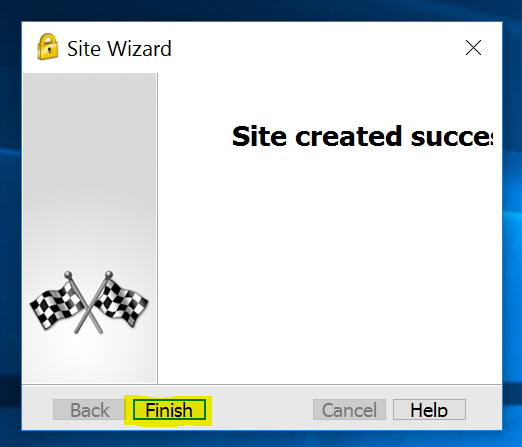 Site Wizard
Site created succes
Back
Finish
Cancel
Help